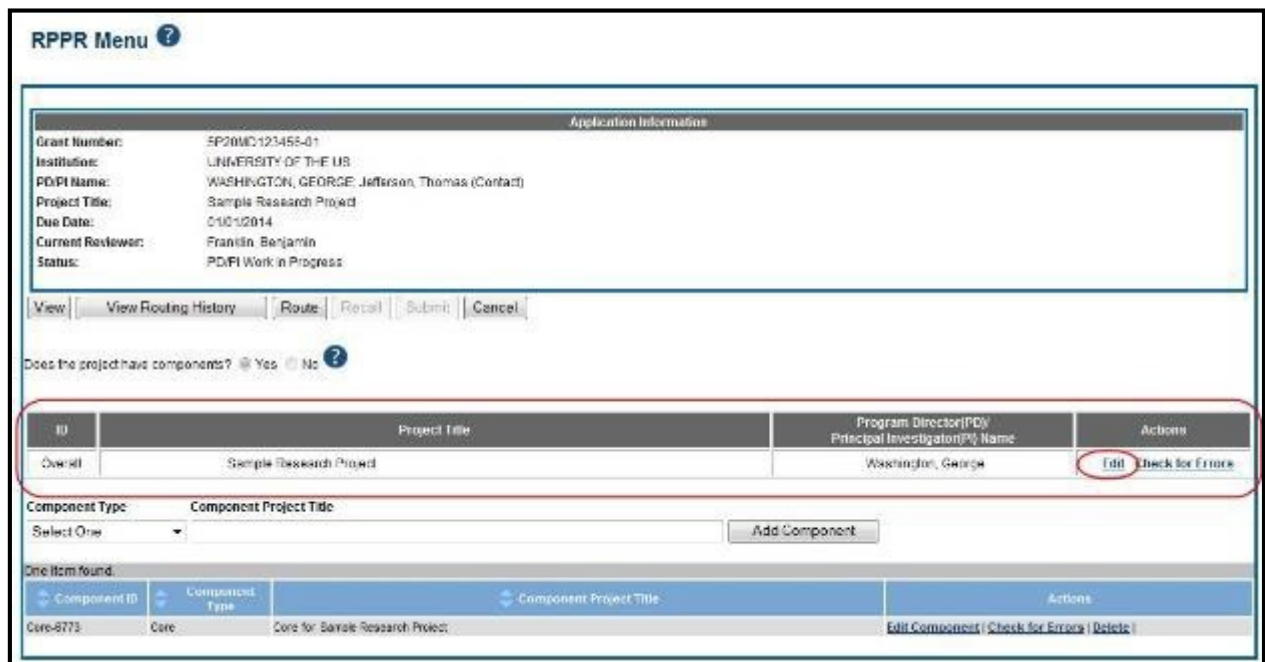 RPPR Menu ?
Application Information
Grant Number: 5P20MD123456-01
Institution: UNIVERSITY OF THE US
PD/PI Name: WASHINGTON, GEORGE; Jefferson, Thomas (Contact)
Project Title: Sample Research Project
Due Date: 01/01/2014
Current Reviewer: Franklin, Benjamin
Status: PD/PI Work in Progress
View View Routing History Route Recall Submit Cancel
Does the project have components? Yes No ?
ID Project Title Program Director(PD)/ Principal Investigator(PI) Name Actions
Overall Sample Research Project Washington, George Edit Check for Errors
Component Type Component Project Title
Select One Add Component
One item found.
Component ID Component Type Component Project Title Actions
Core-6773 Core Core for Sample Research Project Edit Component | Check for Errors | Delete |